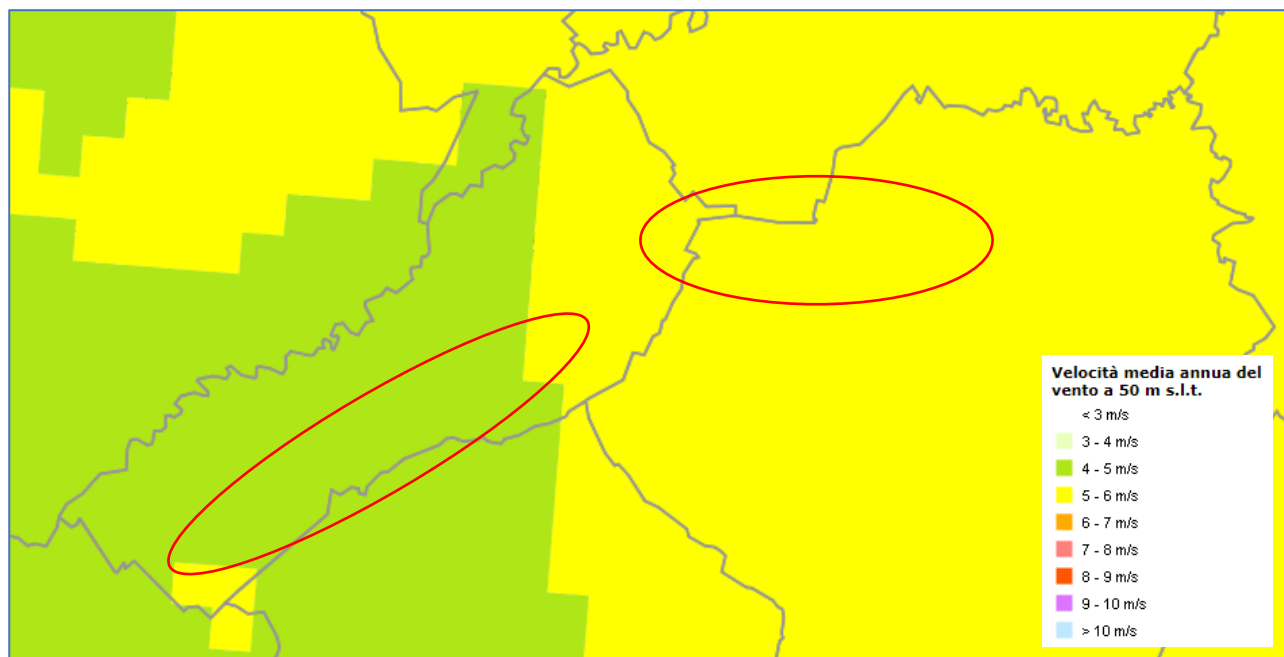 Velocità media annua del
vento a 50 m s.l.t.
< 3 m/s
3 - 4 m/s
4 - 5 m/s
5 - 6 m/s
6 - 7 m/s
7 - 8 m/s
8 - 9 m/s
9 - 10 m/s
> 10 m/s